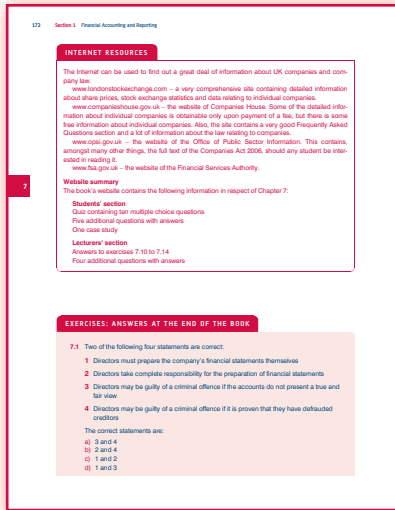 172 Section 1 Financial Accounting and Reporting
INTERNET RESOURCES
The Internet can be used to find out a great deal of information about UK companies and com-
pany law.
www.londonstockexchange.com – a very comprehensive site containing detailed information
about share prices, stock exchange statistics and data relating to individual companies.
www.companieshouse.gov.uk – the website of Companies House. Some of the detailed infor-
mation about individual companies is obtainable only upon payment of a fee, but there is some
free information about individual companies. Also, the site contains a very good Frequently Asked
Questions section and a lot of information about the law relating to companies.
www.opsi.gov.uk – the website of the Office of Public Sector Information. This contains,
amongst many other things, the full text of the Companies Act 2006, should any student be inter-
ested in reading it.
www.fsa.gov.uk – the website of the Financial Services Authority.
7
Website summary
The book's website contains the following information in respect of Chapter 7:
Students' section
Quiz containing ten multiple choice questions
Five additional questions with answers
One case study
Lecturers' section
Answers to exercises 7.10 to 7.14
Four additional questions with answers
EXERCISES: ANSWERS AT THE END OF THE BOOK
7.1 Two of the following four statements are correct:
1 Directors must prepare the company's financial statements themselves
2 Directors take complete responsibility for the preparation of financial statements
3 Directors may be guilty of a criminal offence if the accounts do not present a true and
fair view
4 Directors may be guilty of a criminal offence if it is proven that they have defrauded
creditors
The correct statements are:
a) 3 and 4
b) 2 and 4
c) 1 and 2
d) 1 and 3